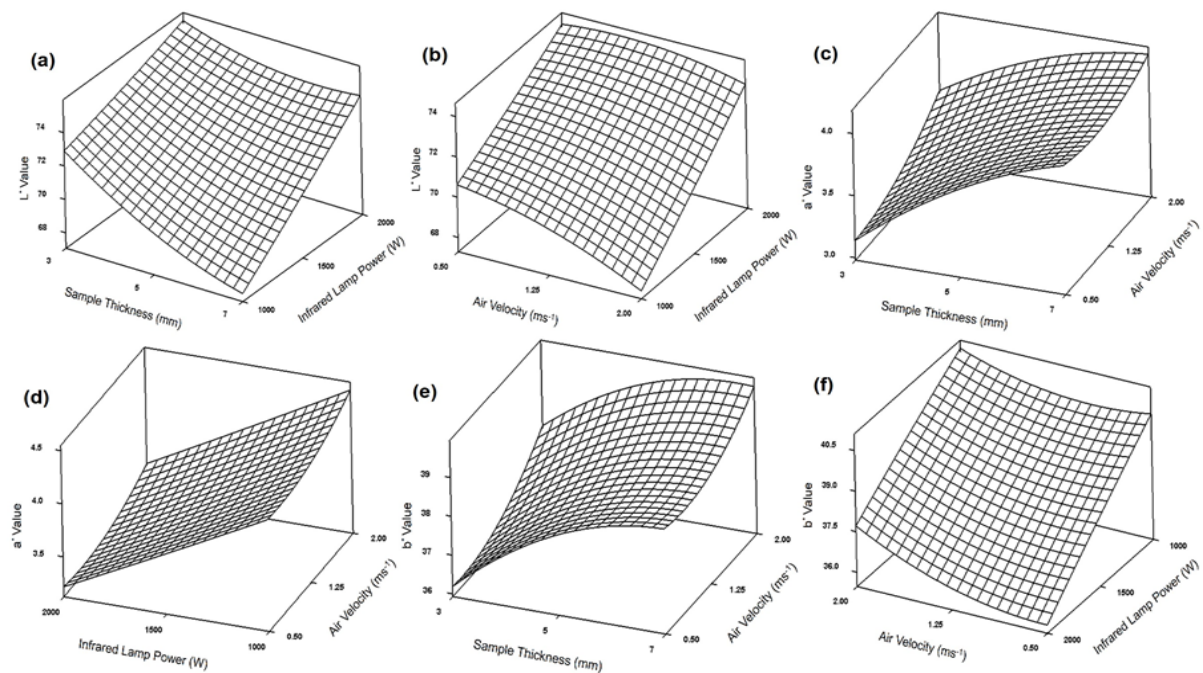 (a)
L* Value
74
72
70
68
3
5
7
Sample Thickness (mm)
1000
1500
2000
Infrared Lamp Power (W)
(b)
L* Value
74
72
70
68
0.50
1.25
2.00
Air Velocity (ms-1)
1000
1500
2000
Infrared Lamp Power (W)
(c)
a* Value
4.0
3.5
3.0
3
5
7
Sample Thickness (mm)
0.50
1.25
2.00
Air Velocity (ms-1)
(d)
a* Value
4.5
4.0
3.5
2000
1500
1000
Infrared Lamp Power (W)
0.50
1.25
2.00
Air Velocity (ms-1)
(e)
b* Value
39
38
37
36
3
5
7
Sample Thickness (mm)
0.50
1.25
2.00
Air Velocity (ms-1)
(f)
b* Value
40.5
39.0
37.5
36.0
2.00
1.25
0.50
Air Velocity (ms-1)
2000
1500
1000
Infrared Lamp Power (W)